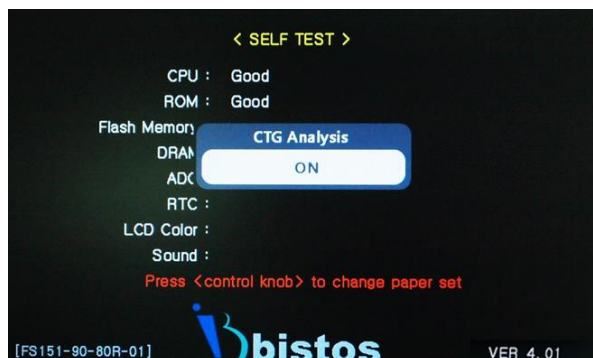 < SELF TEST >
CPU : Good
ROM : Good
Flash Memory
CTG Analysis
DRAM
ON
ADC
RTC :
LCD Color :
Sound :
Press <control knob> to change paper set
bistos
[FS151-90-80R-01]
VER 4.01